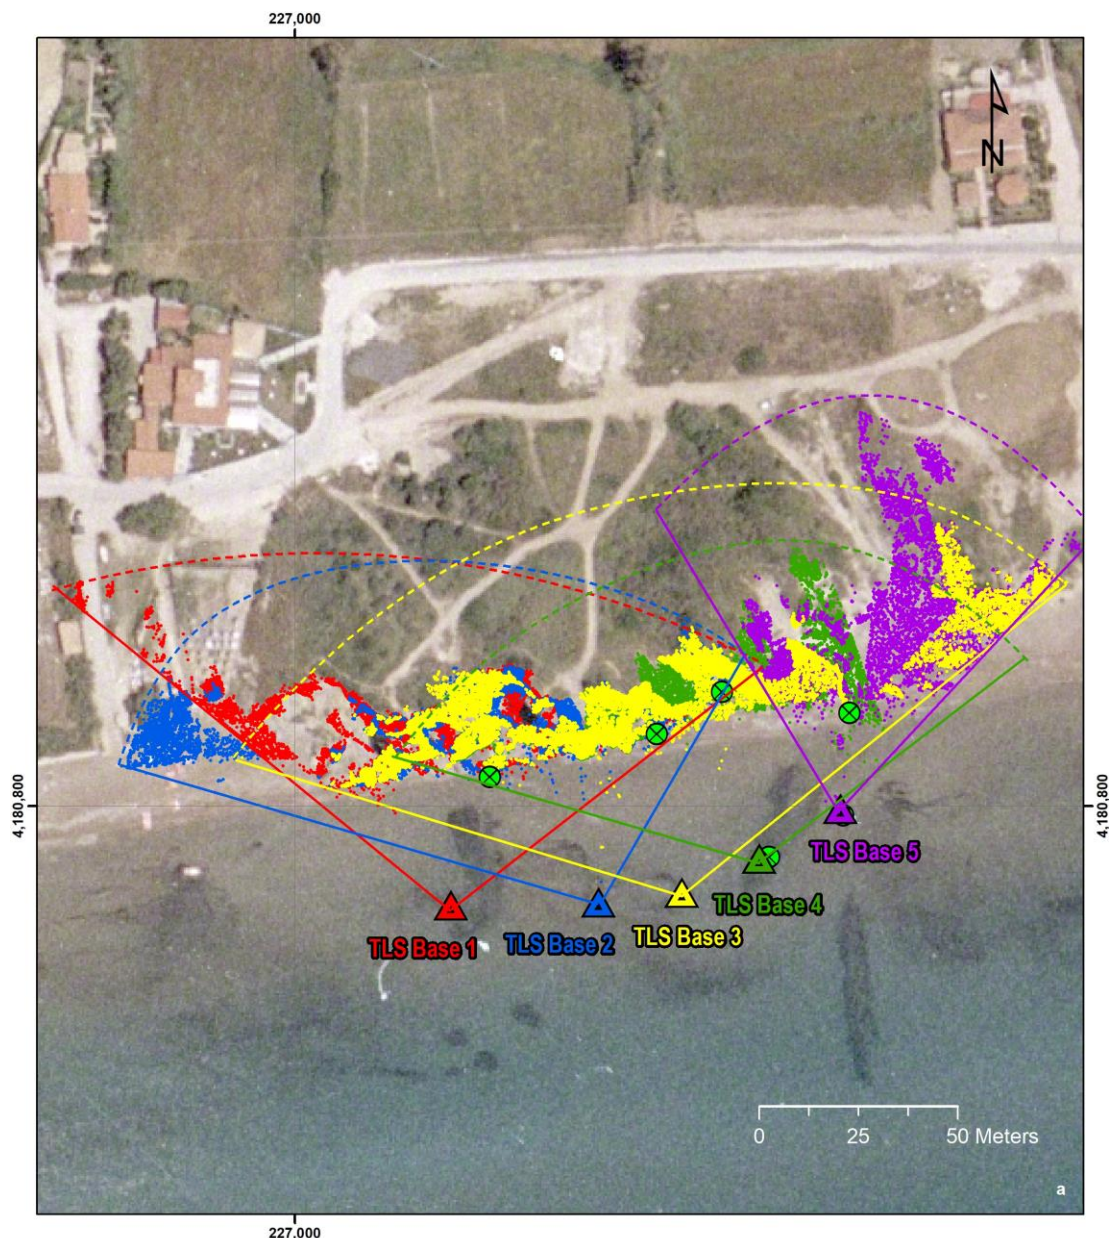 227,000
N
4,180,800
4,180,800
TLS Base 5
TLS Base 4
TLS Base 3
TLS Base 2
TLS Base 1
0 25 50 Meters
a
227.000